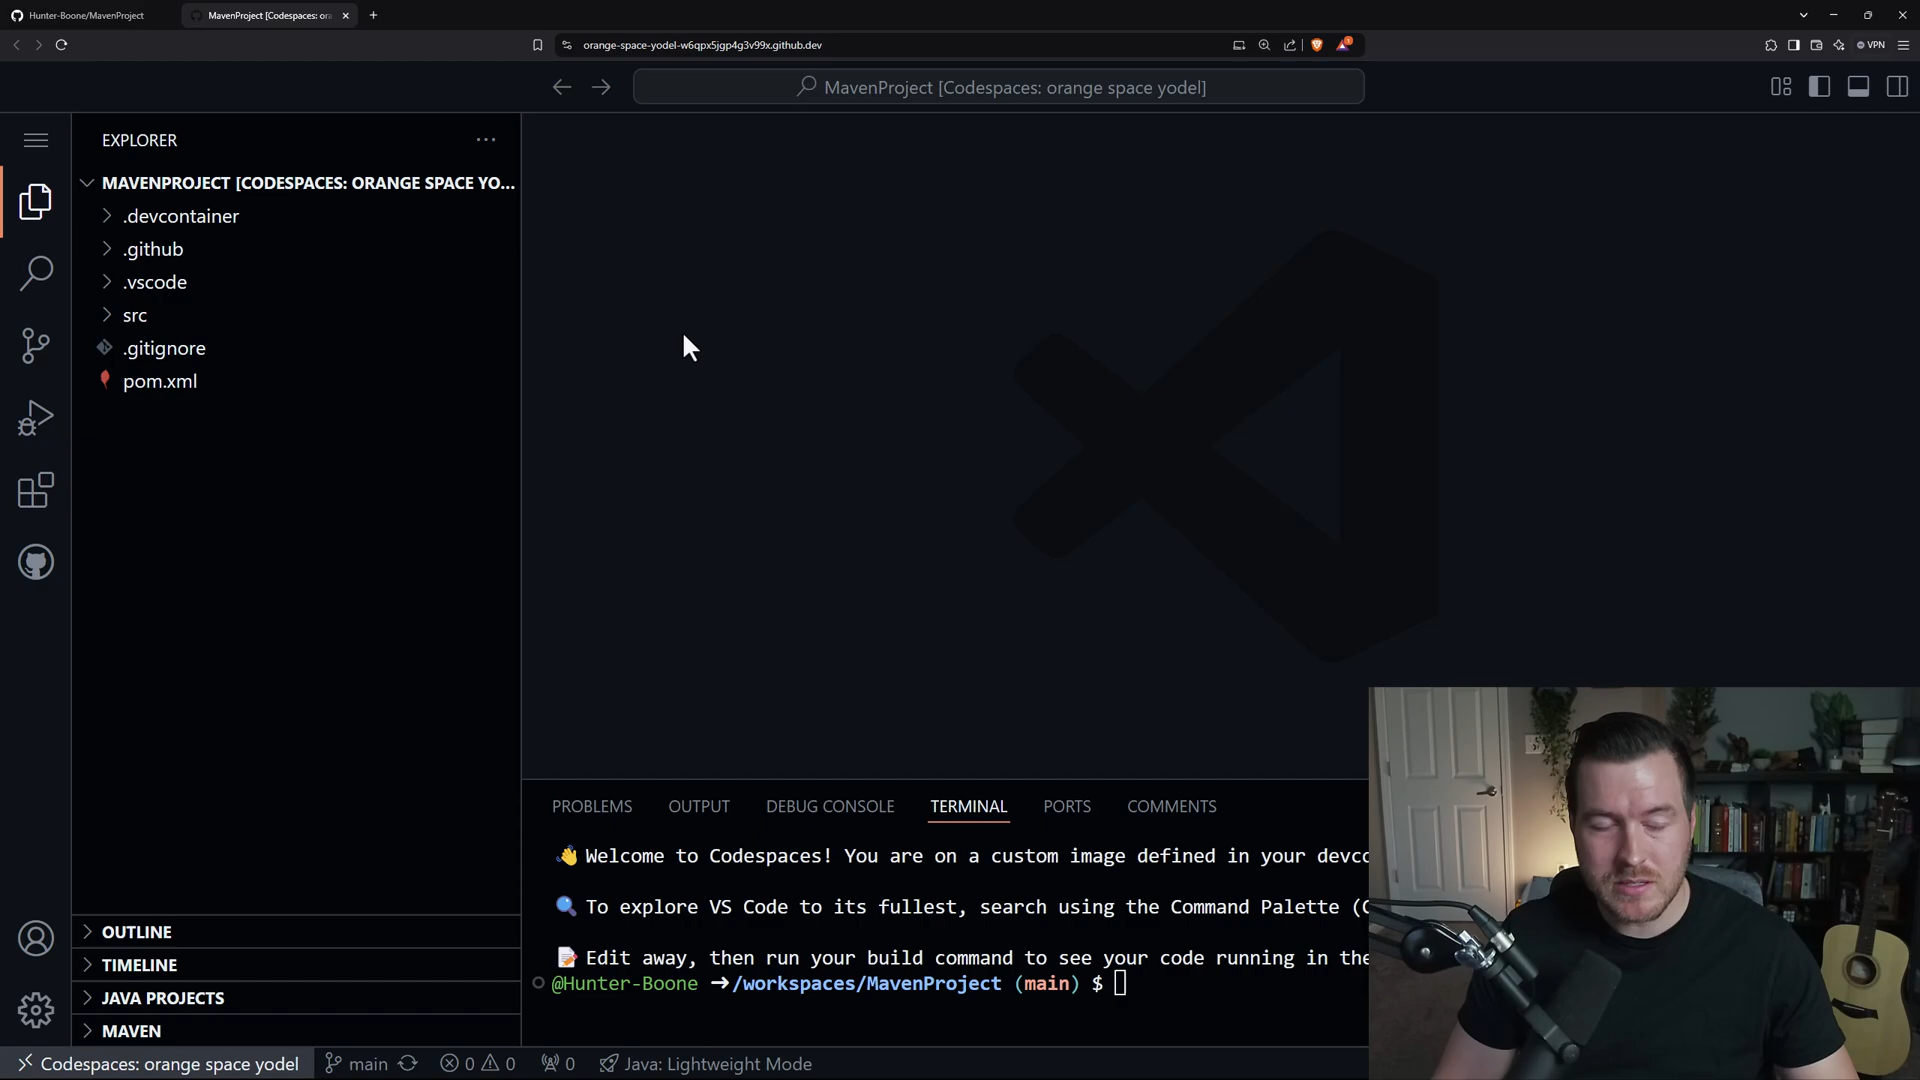 Hunter-Boone/MavenProject
MavenProject [Codespaces: ora
orange-space-yodel-w6qpx5jgp4g3v99x.github.dev
1
VPN
MavenProject [Codespaces: orange space yodel]
EXPLORER
MAVENPROJECT [CODESPACES: ORANGE SPACE YO...
.devcontainer
.github
.vscode
src
.gitignore
pom.xml
OUTLINE
TIMELINE
JAVA PROJECTS
MAVEN
PROBLEMS OUTPUT DEBUG CONSOLE TERMINAL PORTS COMMENTS
👋 Welcome to Codespaces! You are on a custom image defined in your devco
🔍 To explore VS Code to its fullest, search using the Command Palette (C
📝 Edit away, then run your build command to see your code running in the
@Hunter-Boone ➜/workspaces/MavenProject (main) $
Codespaces: orange space yodel main 0 0 0 Java: Lightweight Mode